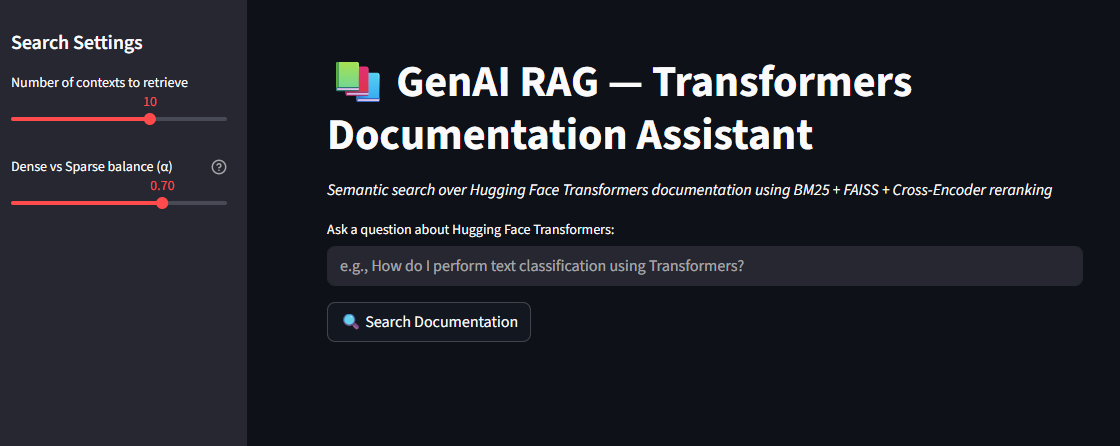 Search Settings
Number of contexts to retrieve
10
Dense vs Sparse balance (α)
0.70
GenAI RAG — Transformers
Documentation Assistant
Semantic search over Hugging Face Transformers documentation using BM25 + FAISS + Cross-Encoder reranking
Ask a question about Hugging Face Transformers:
e.g., How do I perform text classification using Transformers?
Search Documentation